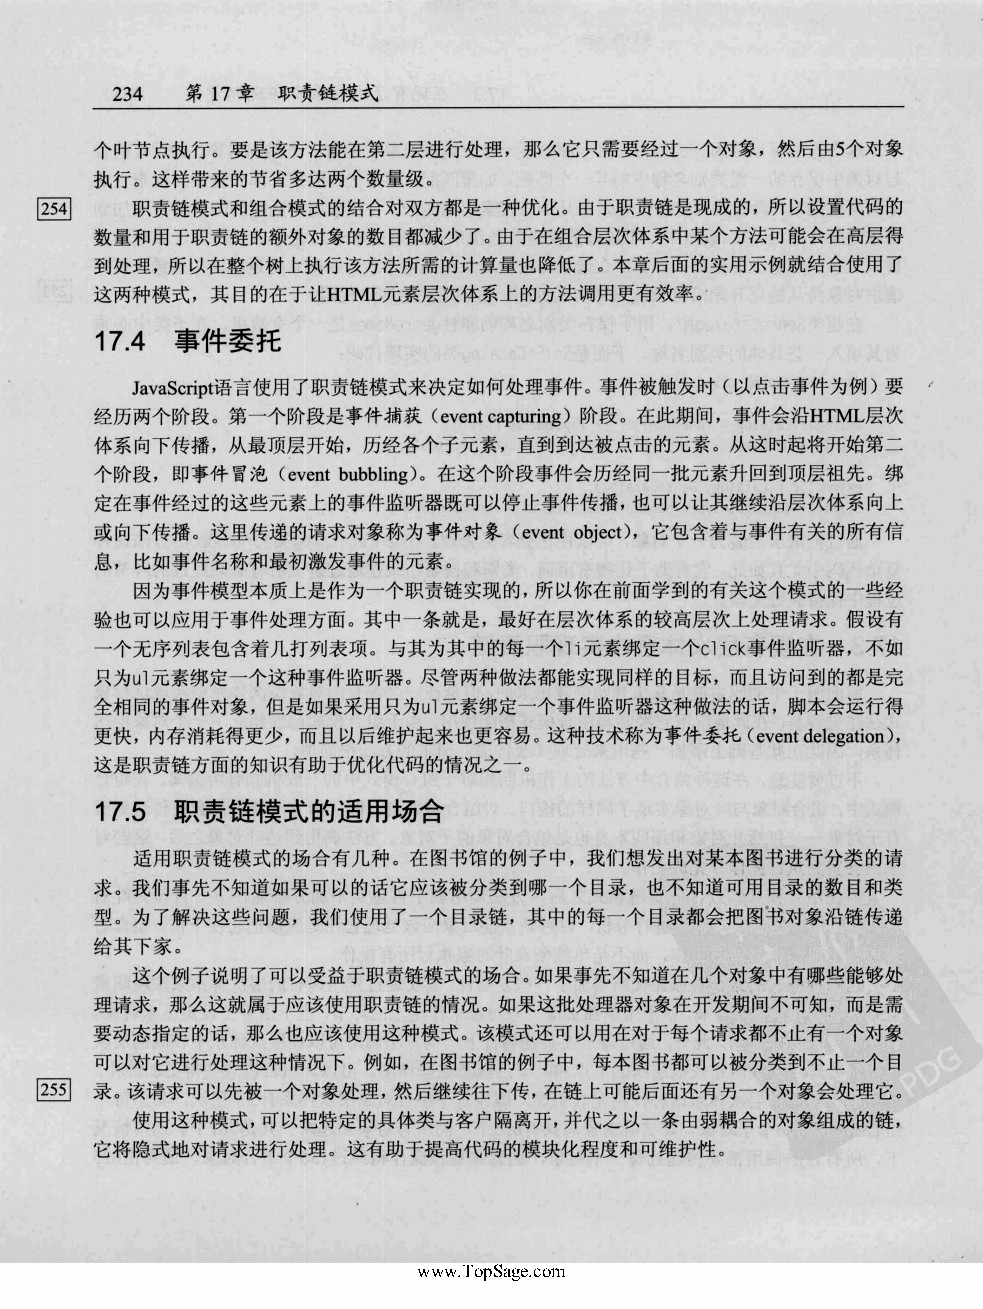 234 第 17 章 职责链模式
个叶节点执行。要是该方法能在第二层进行处理，那么它只需要经过一个对象，然后由5个对象
执行。这样带来的节省多达两个数量级。
254 职责链模式和组合模式的结合对双方都是一种优化。由于职责链是现成的，所以设置代码的
数量和用于职责链的额外对象的数目都减少了。由于在组合层次体系中某个方法可能会在高层得
到处理，所以在整个树上执行该方法所需的计算量也降低了。本章后面的实用示例就结合使用了
这两种模式，其目的在于让HTML元素层次体系上的方法调用更有效率。
17.4 事件委托
JavaScript语言使用了职责链模式来决定如何处理事件。事件被触发时（以点击事件为例）要
经历两个阶段。第一个阶段是事件捕获（event capturing）阶段。在此期间，事件会沿HTML层次
体系向下传播，从最顶层开始，历经各个子元素，直到到达被点击的元素。从这时起将开始第二
个阶段，即事件冒泡（event bubbling）。在这个阶段事件会历经同一批元素升回到顶层祖先。绑
定在事件经过的这些元素上的事件监听器既可以停止事件传播，也可以让其继续沿层次体系向上
或向下传播。这里传递的请求对象称为事件对象（event object），它包含着与事件有关的所有信
息，比如事件名称和最初激发事件的元素。
因为事件模型本质上是作为一个职责链实现的，所以你在前面学到的有关这个模式的一些经
验也可以应用于事件处理方面。其中一条就是，最好在层次体系的较高层次上处理请求。假设有
一个无序列表包含着几打列表项。与其为其中的每一个li元素绑定一个click事件监听器，不如
只为ul元素绑定一个这种事件监听器。尽管两种做法都能实现同样的目标，而且访问到的都是完
全相同的事件对象，但是如果采用只为ul元素绑定一个事件监听器这种做法的话，脚本会运行得
更快，内存消耗得更少，而且以后维护起来也更容易。这种技术称为事件委托（event delegation），
这是职责链方面的知识有助于优化代码的情况之一。
17.5 职责链模式的适用场合
适用职责链模式的场合有几种。在图书馆的例子中，我们想发出对某本图书进行分类的请
求。我们事先不知道如果可以的话它应该被分类到哪一个目录，也不知道可用目录的数目和类
型。为了解决这些问题，我们使用了一个目录链，其中的每一个目录都会把图书对象沿链传递
给其下家。
这个例子说明了可以受益于职责链模式的场合。如果事先不知道在几个对象中有哪些能够处
理请求，那么这就属于应该使用职责链的情况。如果这批处理器对象在开发期间不可知，而是需
要动态指定的话，那么也应该使用这种模式。该模式还可以用在对于每个请求都不止有一个对象
可以对它进行处理这种情况下。例如，在图书馆的例子中，每本图书都可以被分类到不止一个目
255 录。该请求可以先被一个对象处理，然后继续往下传，在链上可能后面还有另一个对象会处理它。
使用这种模式，可以把特定的具体类与客户隔离开，并代之以一条由弱耦合的对象组成的链，
它将隐式地对请求进行处理。这有助于提高代码的模块化程度和可维护性。
PDG
www.TopSage.com